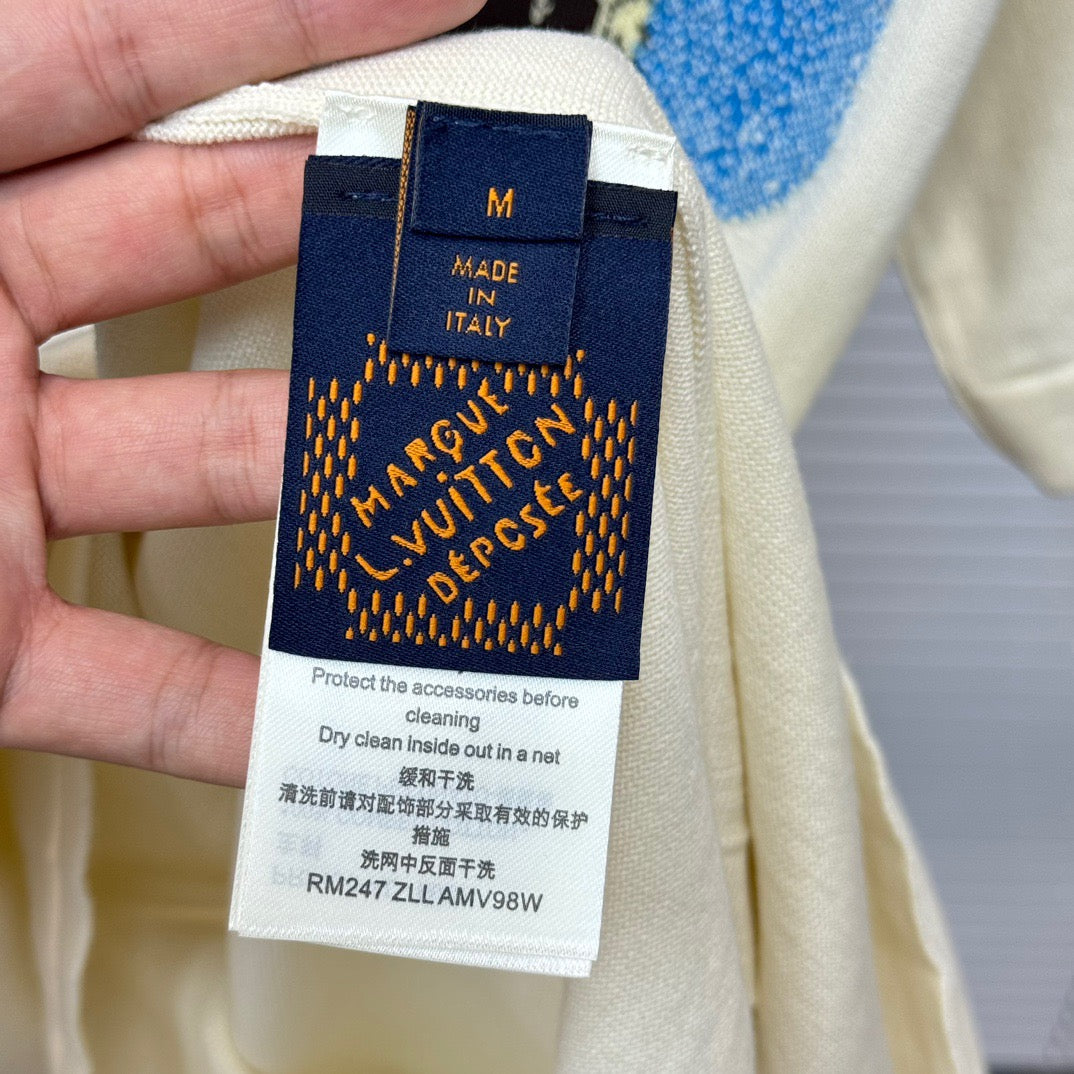 M
MADE
IN
ITALY
MARQUE
L.VUITTON
DÉPOSÉE
Protect the accessories before
cleaning
Dry clean inside out in a net
缓和干洗
清洗前请对配饰部分采取有效的保护
措施
洗网中反面干洗
RM247 ZLL AMV98W